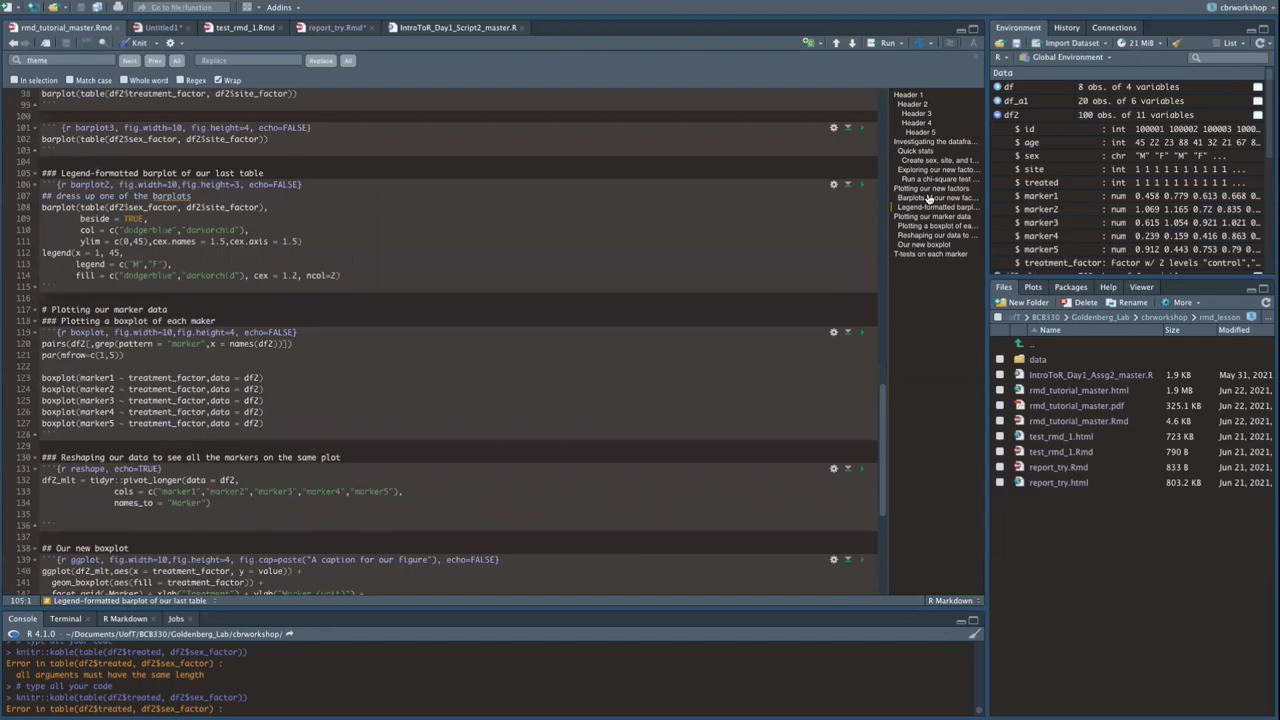 Go to file/function
Addins
cbrworkshop
rmd_tutorial_master.Rmd
Untitled1*
test_rmd_1.Rmd
report_try.Rmd*
IntroToR_Day1_Script2_master.R
Environment
History
Connections
Knit
Run
Import Dataset
21 MiB
List
theme
Next
Prev
All
Replace
Replace
All
R
Global Environment
In selection
Match case
Whole word
Regex
Wrap
Data
df 8 obs. of 4 variables
df_a1 20 obs. of 6 variables
df2 100 obs. of 11 variables
$ id : int 100001 100002 100003 1000…
$ age : int 45 22 23 88 41 32 21 67 …
$ sex : chr "M" "F" "M" "F" ...
$ site : int 1 1 1 1 1 1 1 1 1 1 ...
$ treated : int 1 1 1 1 1 1 1 1 1 1 ...
$ marker1 : num 0.458 0.779 0.613 0.668 0…
$ marker2 : num 1.069 1.165 0.72 0.835 0…
$ marker3 : num 0.615 1.054 0.921 1.021…
$ marker4 : num 0.239 0.159 0.416 0.863 0…
$ marker5 : num 0.912 0.443 0.753 0.79 0…
$ treatment_factor: Factor w/ 2 levels "control",…
98 barplot(table(df2$treatment_factor, df2$site_factor))
99 ```
100
101 ```{r barplot3, fig.width=10, fig.height=4, echo=FALSE}
102 barplot(table(df2$sex_factor, df2$site_factor))
103 ```
104
105 ### Legend-formatted barplot of our last table
106 ```{r barplot2, fig.width=10,fig.height=3, echo=FALSE}
107 ## dress up one of the barplots
108 barplot(table(df2$sex_factor, df2$site_factor),
109 beside = TRUE,
110 col = c("dodgerblue","darkorchid"),
111 ylim = c(0,45),cex.names = 1.5,cex.axis = 1.5)
112 legend(x = 1, 45,
113 legend = c("M","F"),
114 fill = c("dodgerblue","darkorchid"), cex = 1.2, ncol=2)
115 ```
116
117 # Plotting our marker data
118 ### Plotting a boxplot of each maker
119 ```{r boxplot, fig.width=10,fig.height=4, echo=FALSE}
120 pairs(df2[,grep(pattern = "marker",x = names(df2))])
121 par(mfrow=c(1,5))
122
123 boxplot(marker1 ~ treatment_factor,data = df2)
124 boxplot(marker2 ~ treatment_factor,data = df2)
125 boxplot(marker3 ~ treatment_factor,data = df2)
126 boxplot(marker4 ~ treatment_factor,data = df2)
127 boxplot(marker5 ~ treatment_factor,data = df2)
128 ```
129
130 ### Reshaping our data to see all the markers on the same plot
131 ```{r reshape, echo=TRUE}
132 df2_mlt = tidyr::pivot_longer(data = df2,
133 cols = c("marker1","marker2","marker3","marker4","marker5"),
134 names_to = "Marker")
135
136 ```
137
138 ## Our new boxplot
139 ```{r ggplot, fig.width=10,fig.height=4, fig.cap=paste("A caption for our figure"), echo=FALSE}
140 ggplot(df2_mlt,aes(x = treatment_factor, y = value)) +
141 geom_boxplot(aes(fill = treatment_factor)) +
142 facet_grid(~Marker) + xlab("Treatment") + ylab("Marker (unit)") +
Header 1
Header 2
Header 3
Header 4
Header 5
Investigating the datafra...
Quick stats
Create sex, site, and t...
Exploring our new facto...
Run a chi-square test ...
Plotting our new factors
Barplots of our new fac...
Legend-formatted barpl...
Plotting our marker data
Plotting a boxplot of ea...
Reshaping our data to ...
Our new boxplot
T-tests on each marker
105:1
Legend-formatted barplot of our last table
R Markdown
Files
Plots
Packages
Help
Viewer
New Folder
Delete
Rename
More
UofT
BCB330
Goldenberg_Lab
cbrworkshop
rmd_lesson
Name
Size
Modified
..
data
IntroToR_Day1_Assg2_master.R 1.9 KB May 31, 2021
rmd_tutorial_master.html 1.9 MB Jun 22, 2021,
rmd_tutorial_master.pdf 325.1 KB Jun 22, 2021,
rmd_tutorial_master.Rmd 4.6 KB Jun 22, 2021,
test_rmd_1.html 723 KB Jun 21, 2021,
test_rmd_1.Rmd 790 B Jun 21, 2021,
report_try.Rmd 833 B Jun 21, 2021,
report_try.html 803.2 KB Jun 21, 2021,
Console
Terminal
R Markdown
Jobs
R 4.1.0 · ~/Documents/UofT/BCB330/Goldenberg_Lab/cbrworkshop/
> # type all your code
> knitr::kable(table(df2$treated, df2$sex_factor))
Error in table(df2$treated, df2$sex_factor) :
all arguments must have the same length
> # type all your code
> knitr::kable(table(df2$treated, df2$sex_factor))
Error in table(df2$treated, df2$sex_factor) :